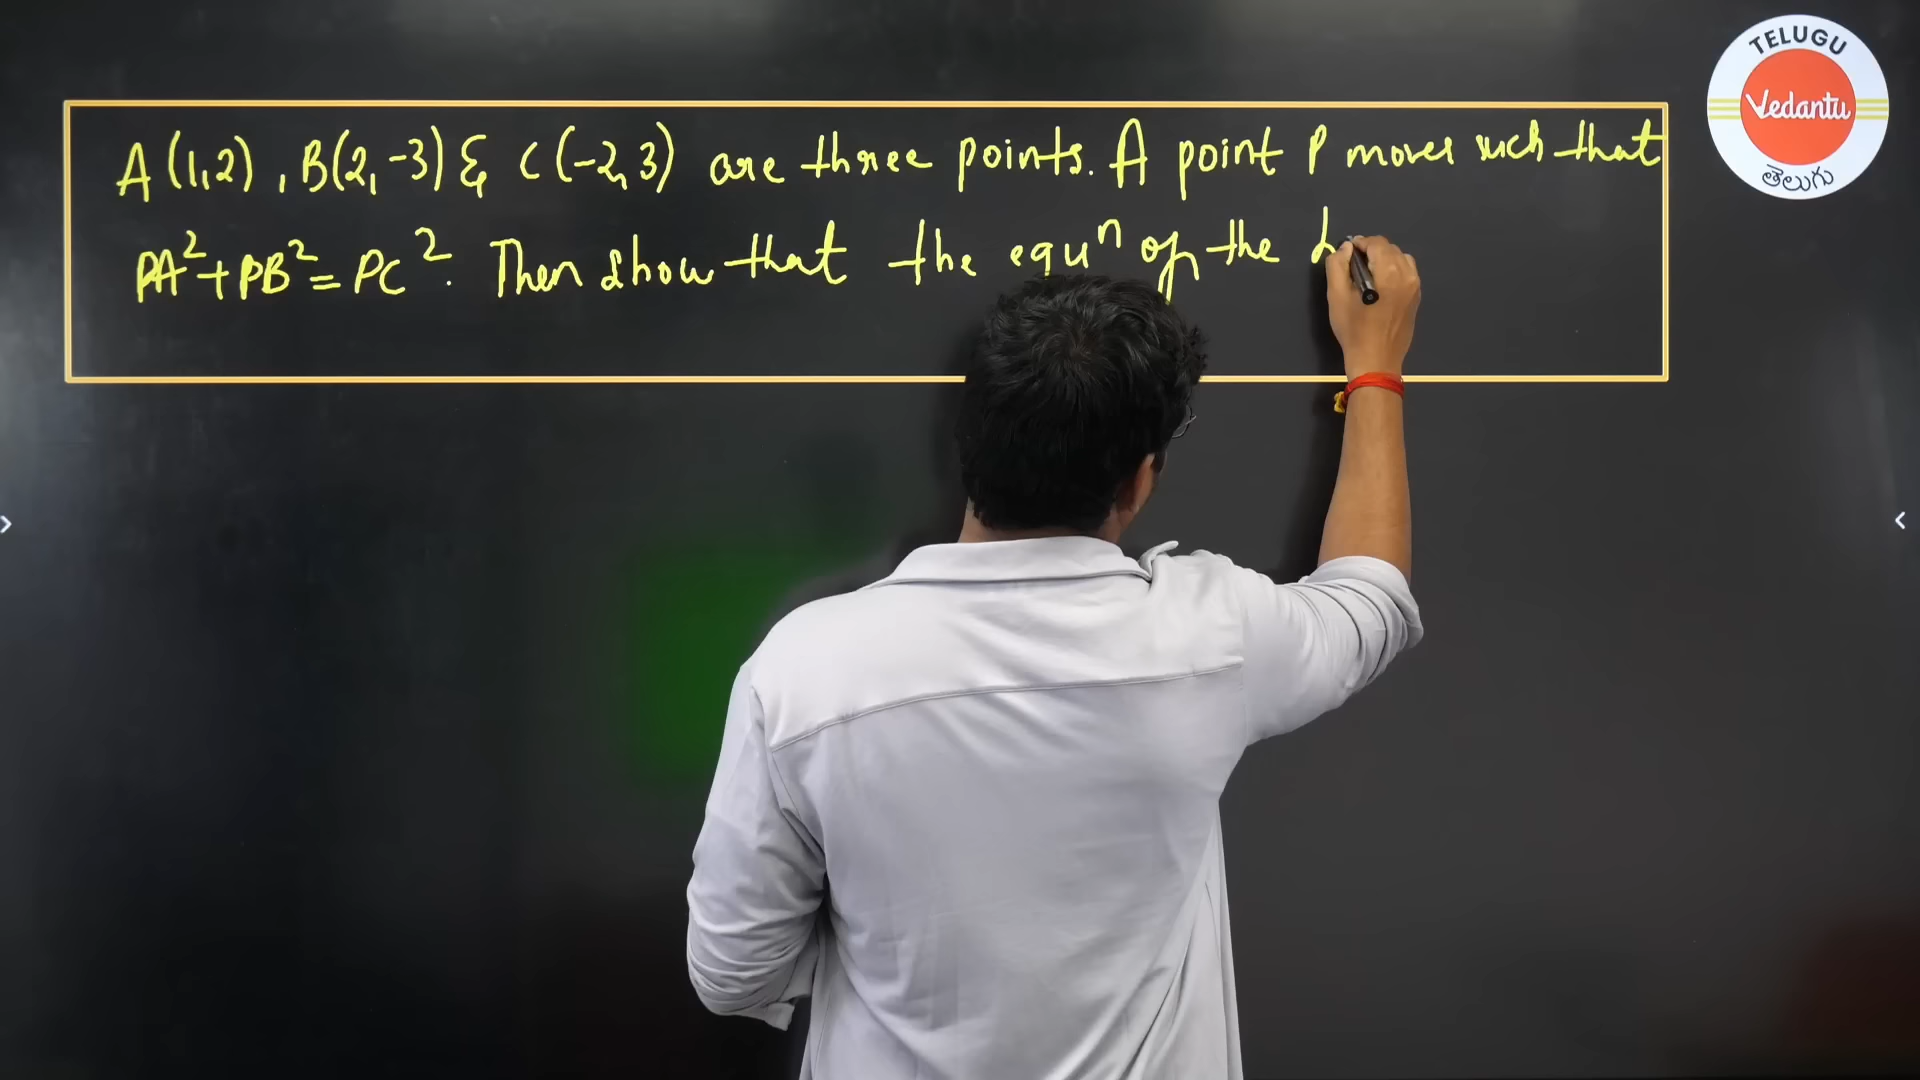 A (1,2) , B(2, -3) & C (-2, 3) are three points. A point P moves such that
PA²+PB²=PC². Then show that the equⁿ of the
TELUGU
Vedantu
తెలుగు